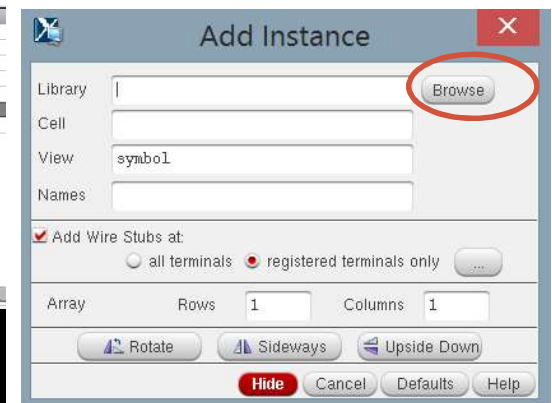 Add Instance
Library Browse
Cell
View symbol
Names
Add Wire Stubs at:
all terminals registered terminals only ...
Array Rows 1 Columns 1
Rotate Sideways Upside Down
Hide Cancel Defaults Help